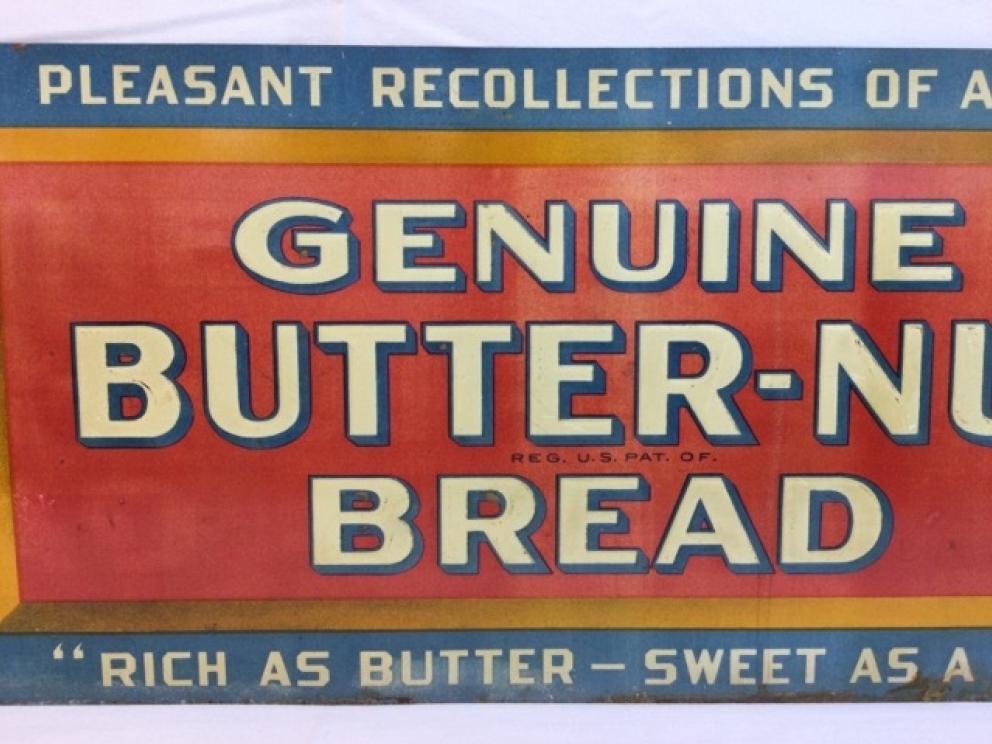 PLEASANT RECOLLECTIONS OF A
GENUINE
BUTTER-NU
REG. U.S. PAT. OF.
BREAD
“RICH AS BUTTER — SWEET AS A